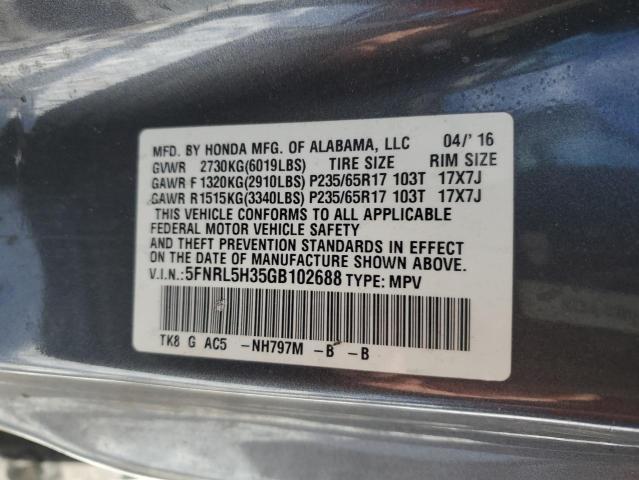 MFD. BY HONDA MFG. OF ALABAMA, LLC 04/'16
GVWR 2730KG(6019LBS) TIRE SIZE RIM SIZE
GAWR F 1320KG(2910LBS) P235/65R17 103T 17X7J
GAWR R1515KG(3340LBS) P235/65R17 103T 17X7J
THIS VEHICLE CONFORMS TO ALL APPLICABLE
FEDERAL MOTOR VEHICLE SAFETY
AND THEFT PREVENTION STANDARDS IN EFFECT
ON THE DATE OF MANUFACTURE SHOWN ABOVE.
V.I.N.:5FNRL5H35GB102688 TYPE: MPV
TK8 G AC5 -NH797M -B -B